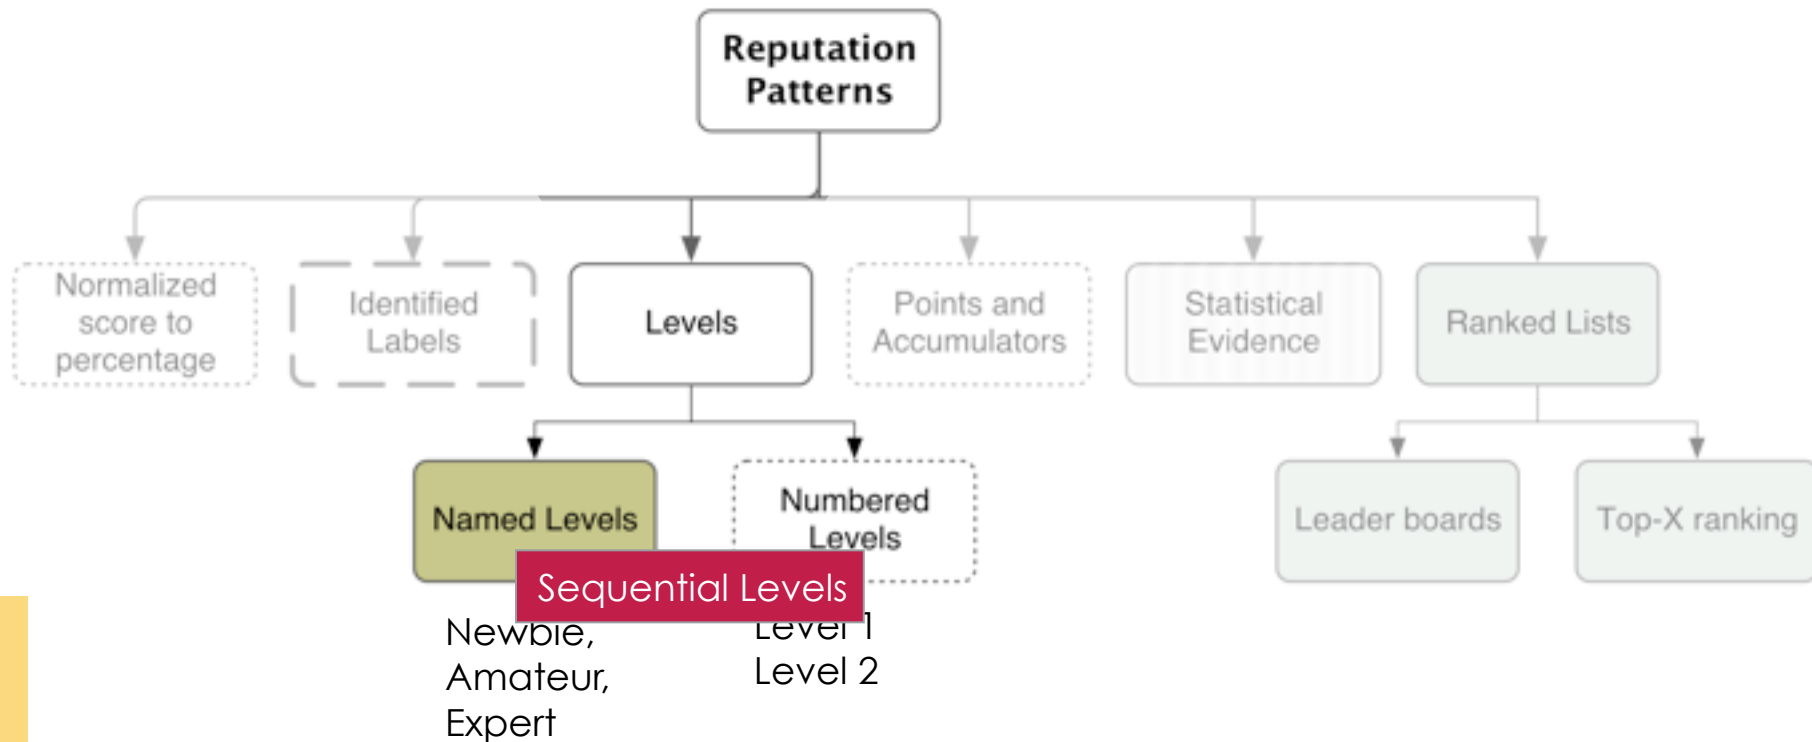 Reputation
Patterns
Normalized
score to
percentage
Identified
Labels
Levels
Points and
Accumulators
Statistical
Evidence
Ranked Lists
Named Levels
Numbered
Levels
Leader boards
Top-X ranking
Sequential Levels
Newbie,
Amateur,
Expert
Level 1
Level 2